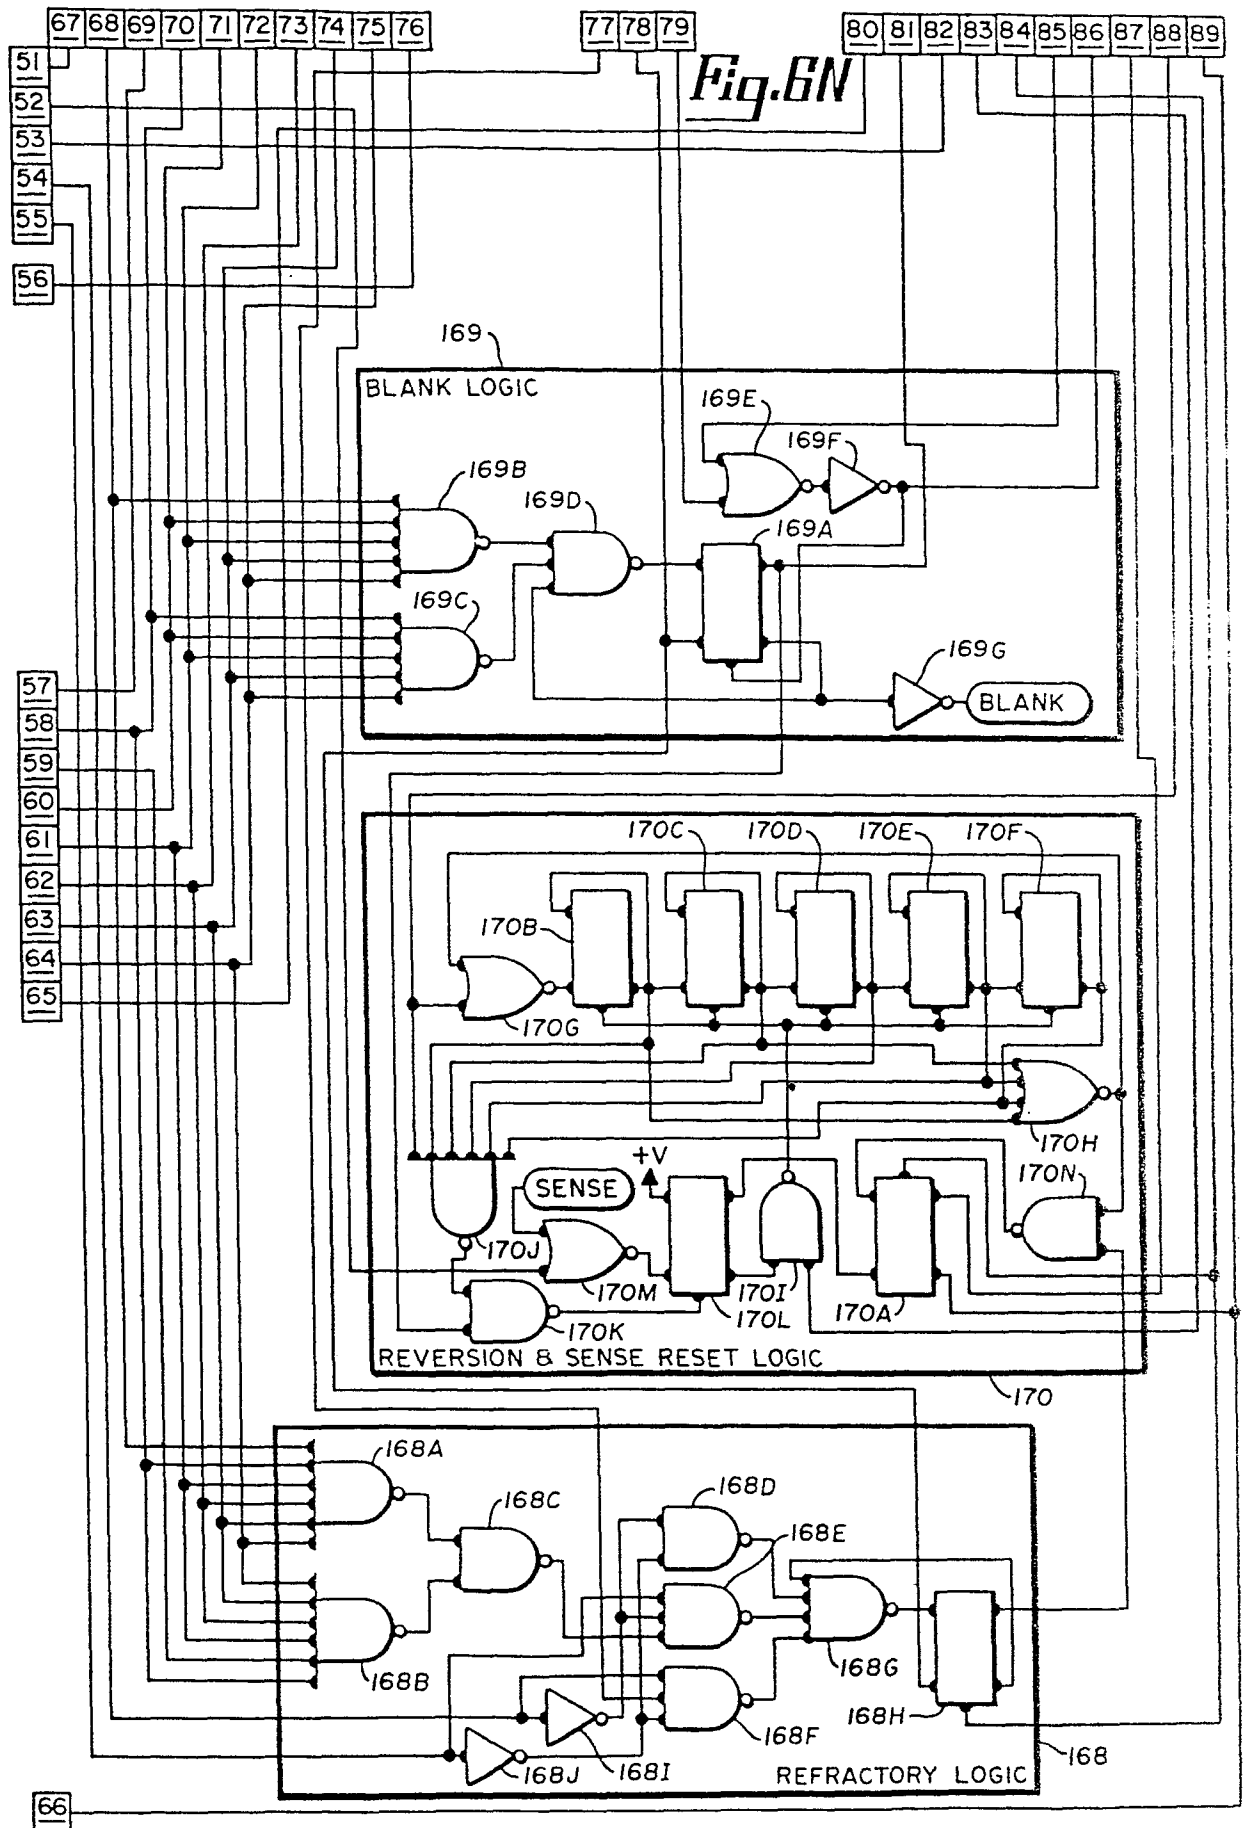 67 68 69 70 71 72 73 74 75 76 77 78 79 80 81 82 83 84 85 86 87 88 89
Fig.6N
51
52
53
54
55
56
169
BLANK LOGIC
169E
169F
169B
169D
169A
169C
169G
BLANK
57
58
59
60
61
62
63
64
65
170C 170D 170E 170F
170B
170G
170H
+V
170N
SENSE
170J
170M
170I
170L
170A
170K
REVERSION & SENSE RESET LOGIC
170
168A
168C
168D
168E
168B
168G
168H
168F
168I
168J
168
REFRACTORY LOGIC
66